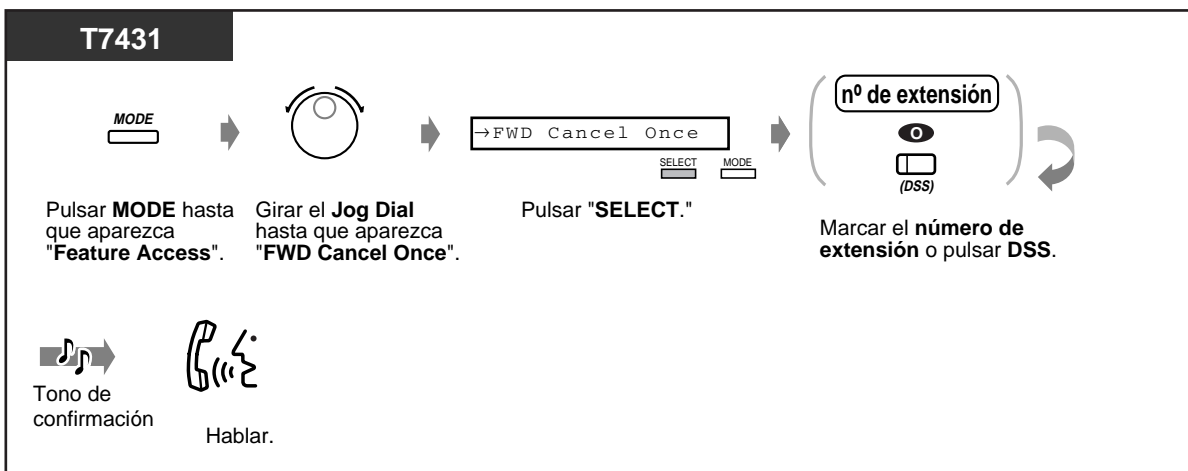 T7431
MODE
→FWD Cancel Once
SELECT MODE
nº de extensión
O
(DSS)
Pulsar MODE hasta
que aparezca
"Feature Access".
Girar el Jog Dial
hasta que aparezca
"FWD Cancel Once".
Pulsar "SELECT."
Marcar el número de
extensión o pulsar DSS.
Tono de
confirmación
Hablar.